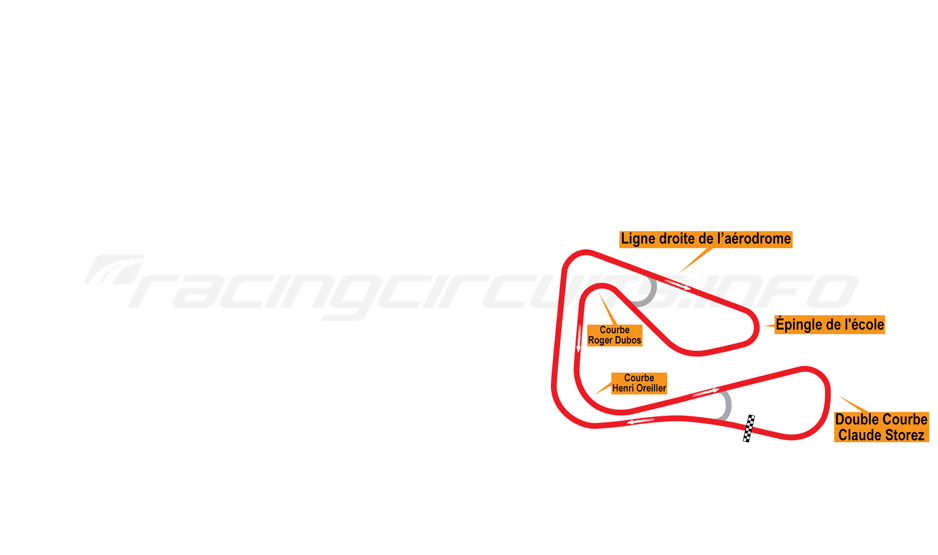 Ligne droite de l'aérodrome
racingcircuits.info
Épingle de l'école
Courbe
Roger Dubos
Courbe
Henri Oreiller
Double Courbe
Claude Storez